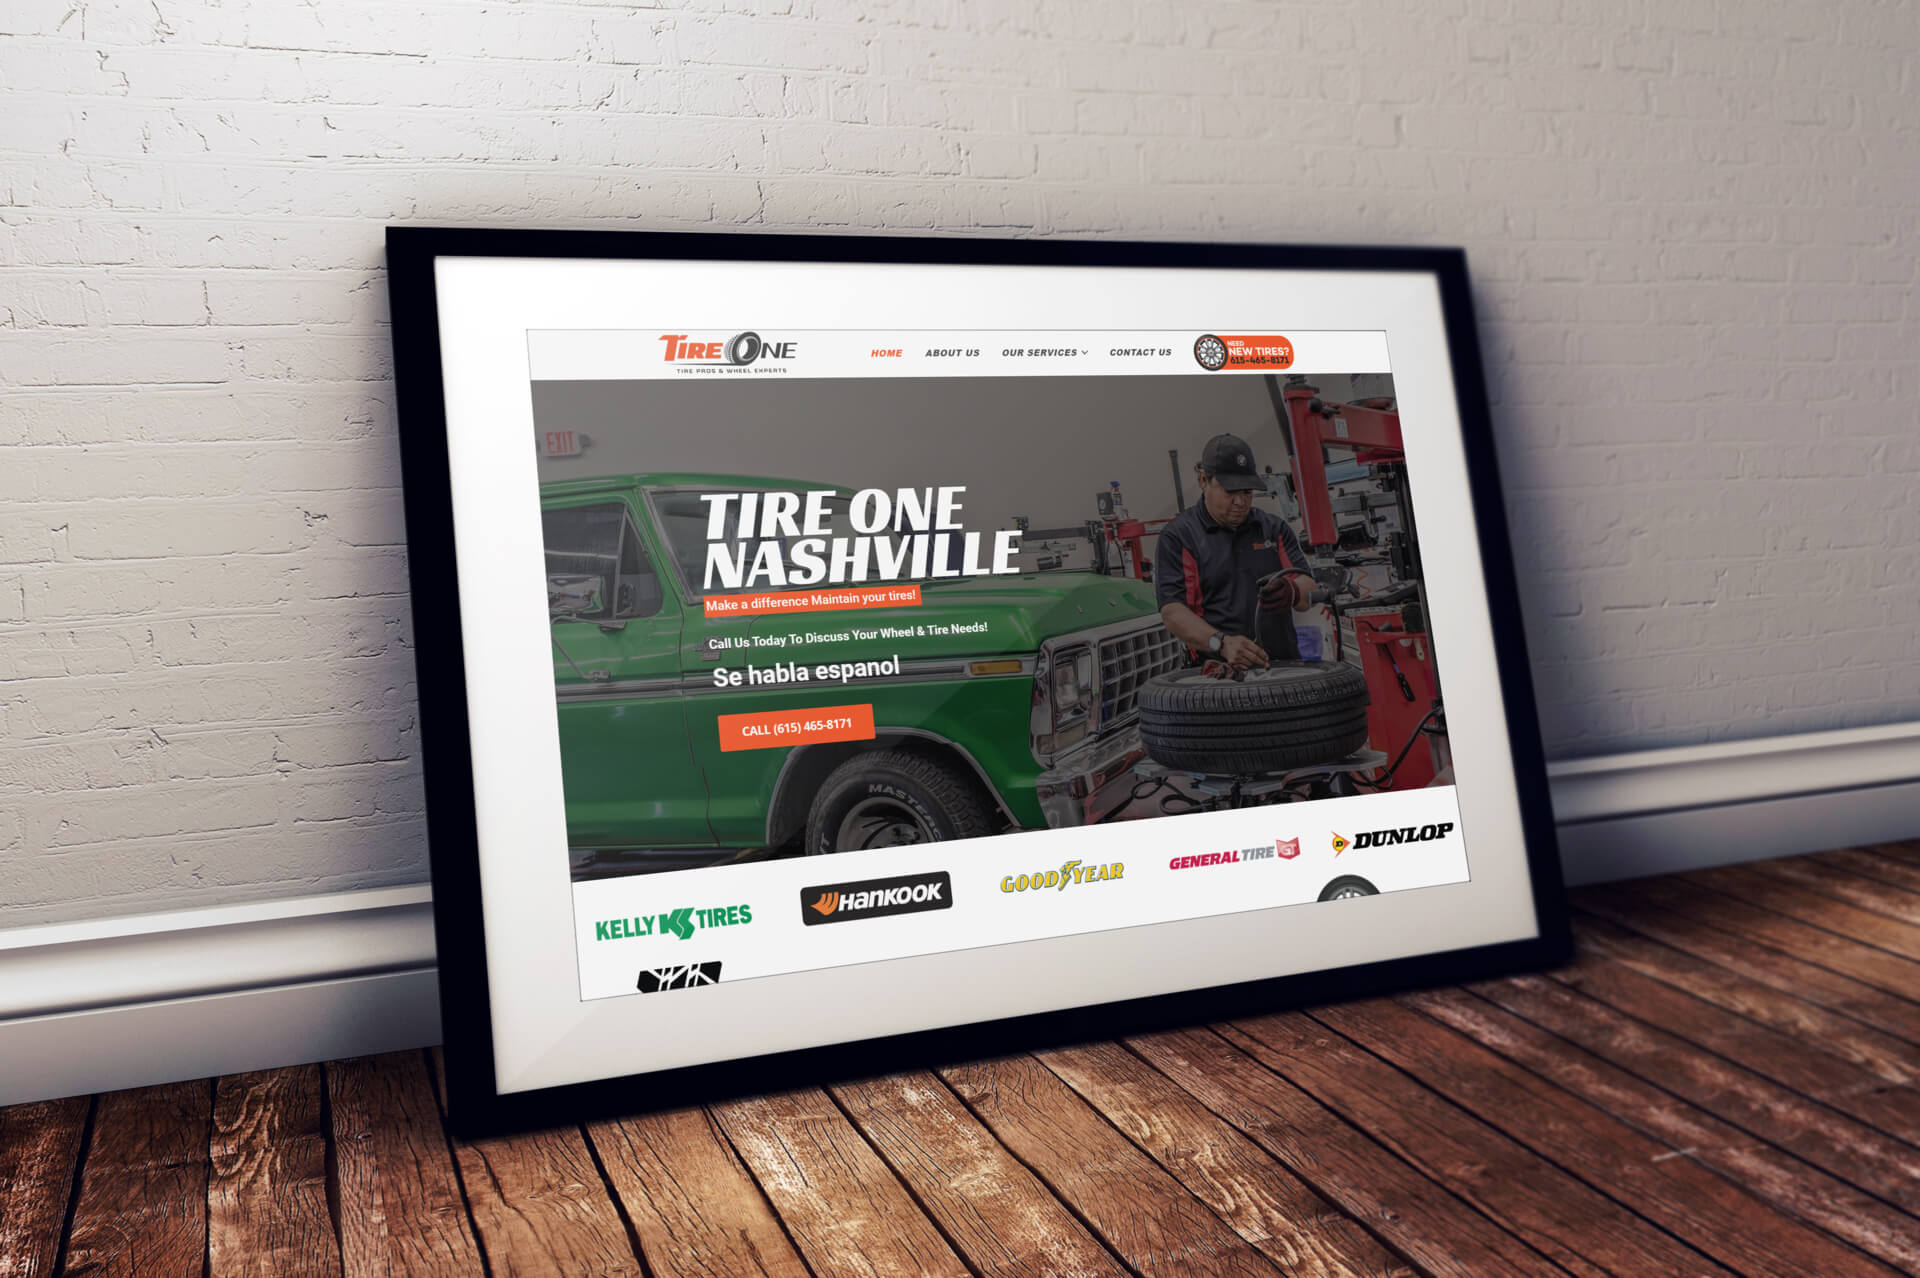 TIRE ONE
TIRE PROS & WHEEL EXPERTS
HOME ABOUT US OUR SERVICES CONTACT US
NEED
NEW TIRES?
615-465-8171
EXIT
TIRE ONE
NASHVILLE
Make a difference Maintain your tires!
Call Us Today To Discuss Your Wheel & Tire Needs!
Se habla espanol
CALL (615) 465-8171
KELLY TIRES
HANKOOK
GOODYEAR
GENERAL TIRE GT
D DUNLOP